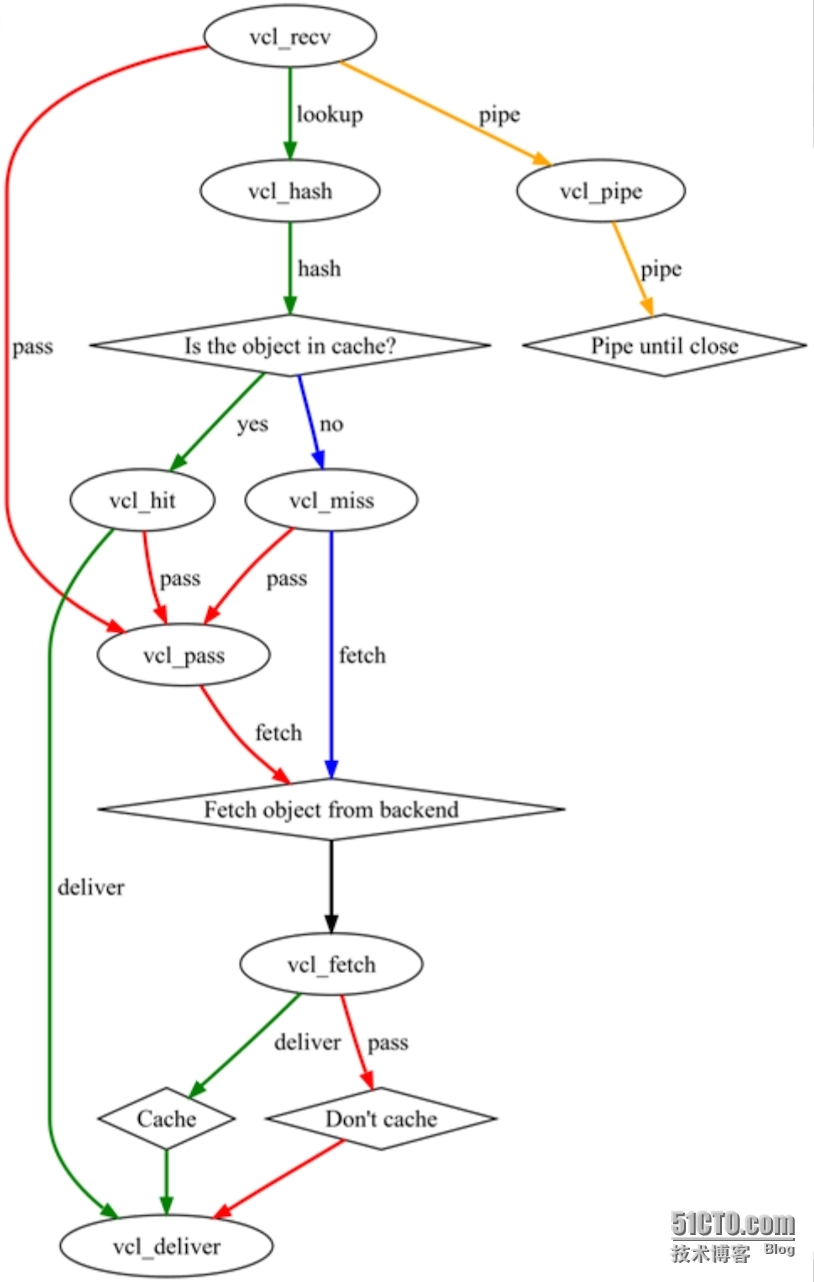 vcl_recv
lookup
pipe
vcl_hash
vcl_pipe
hash
pipe
pass
Is the object in cache?
Pipe until close
yes
no
vcl_hit
vcl_miss
pass
pass
vcl_pass
fetch
fetch
Fetch object from backend
deliver
vcl_fetch
deliver
pass
Cache
Don't cache
vcl_deliver
51CTO.com
技术博客 Blog